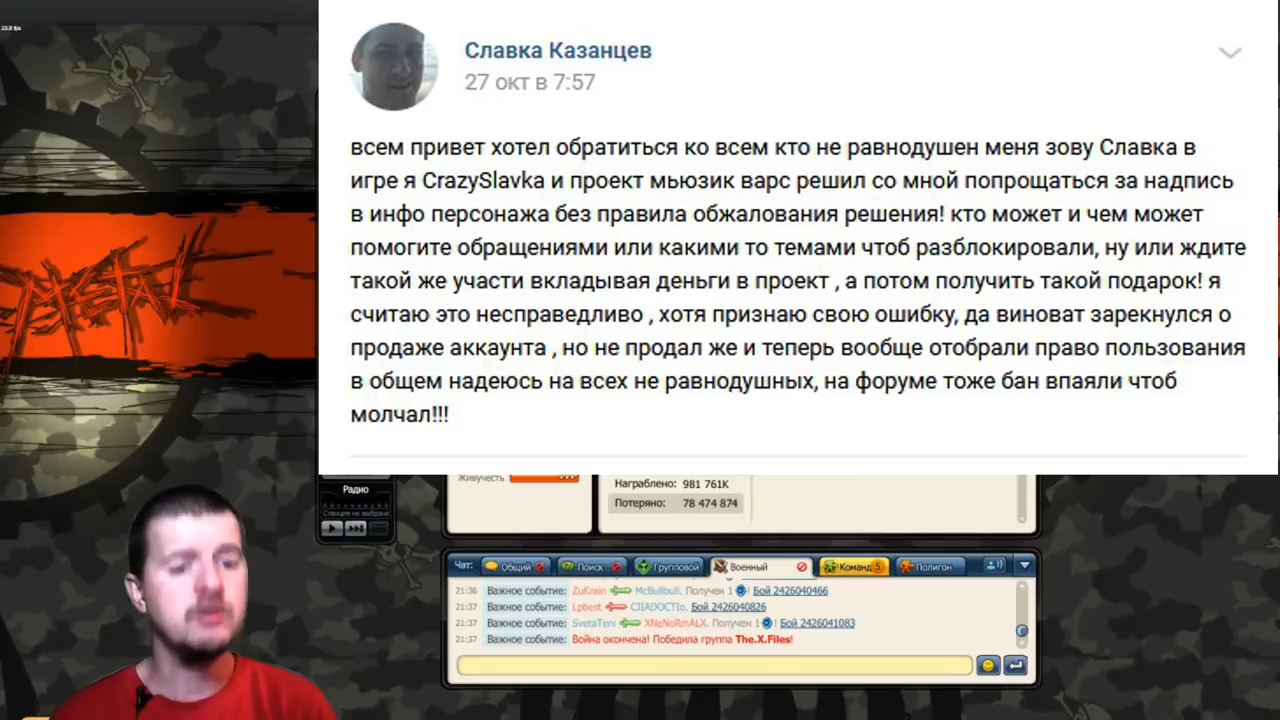 Славка Казанцев
27 окт в 7:57
всем привет хотел обратиться ко всем кто не равнодушен меня зову Славка в
игре я CrazySlavka и проект мьюзик варс решил со мной попрощаться за надпись
в инфо персонажа без правила обжалования решения! кто может и чем может
помогите обращениями или какими то темами чтоб разблокировали, ну или ждите
такой же участи вкладывая деньги в проект , а потом получить такой подарок! я
считаю это несправедливо , хотя признаю свою ошибку, да виноват зарекнулся о
продаже аккаунта , но не продал же и теперь вообще отобрали право пользования
в общем надеюсь на всех не равнодушных, на форуме тоже бан впаяли чтоб
молчал!!!
METAL
Живучесть
Награблено: 981 761K
Потеряно: 78 474 874
Радио
Станция не выбрана
Чат: Общий Поиск Групповой Военный Команд 5 Полигон
21:36 Важное событие: ZuKrain McBullbull. Получен 1 ! Бой 2426040466
21:37 Важное событие: Lpbest СЛАДОСТЬ. Бой 2426040826
21:37 Важное событие: SvetaTeni XNeNoRmALX. Получен 1 ! Бой 2426041083
21:37 Важное событие: Война окончена! Победила группа The.X.Files!